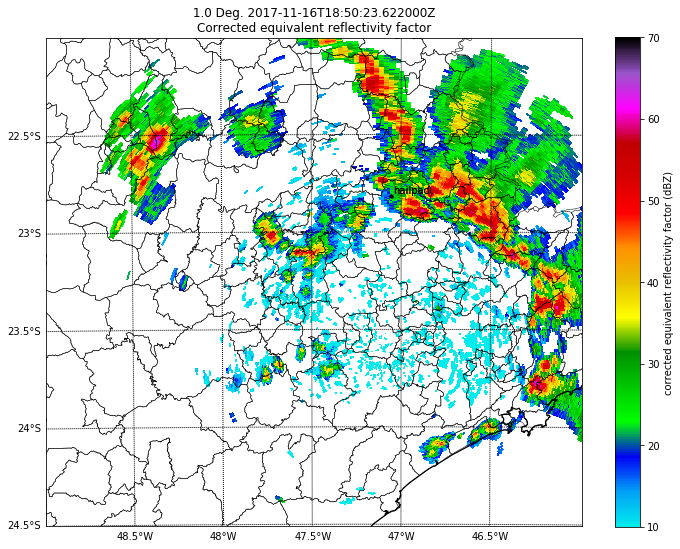 1.0 Deg. 2017-11-16T18:50:23.622000Z
Corrected equivalent reflectivity factor
70
60
50
40
30
20
10
corrected equivalent reflectivity factor (dBZ)
22.5°S
23°S
23.5°S
24°S
24.5°S
hailpad
48.5°W
48°W
47.5°W
47°W
46.5°W